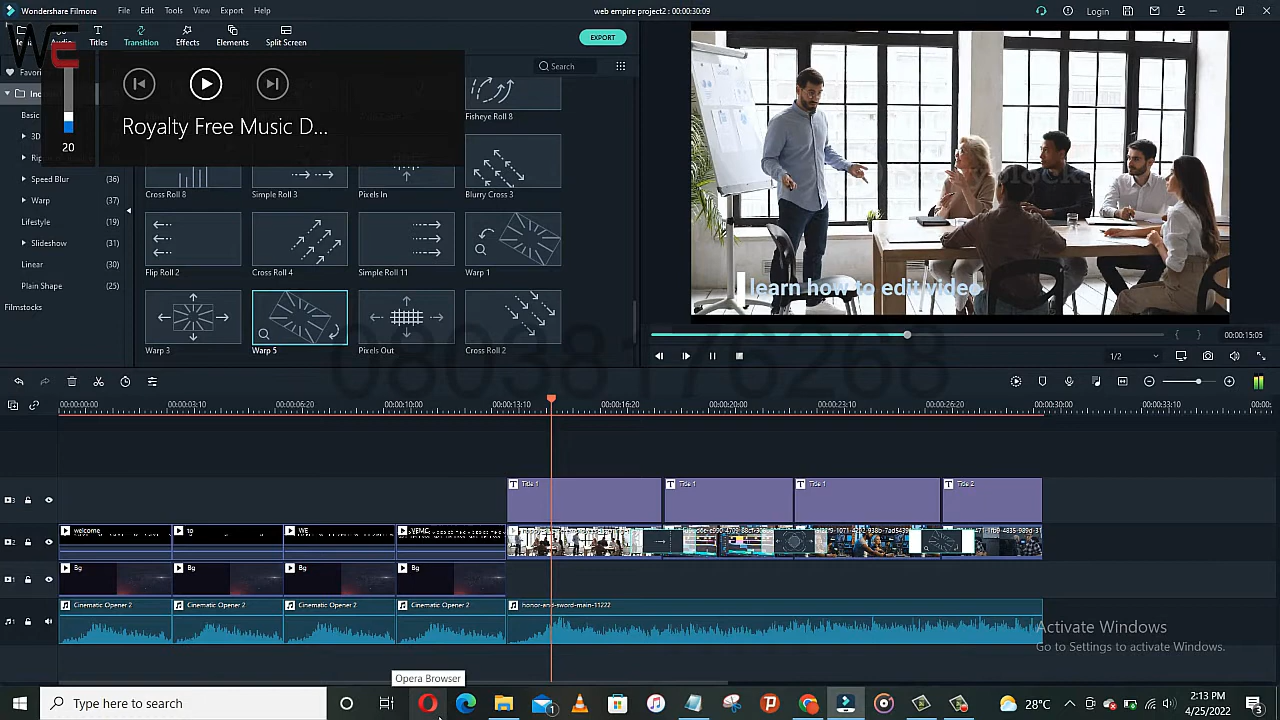 Wondershare Filmora
File
Edit
Tools
View
Export
Help
web empire project2 : 00:00:30:09
Login
Titles
Transition
Effects
Elements
Split Screen
EXPORT
Search
Royalty Free Music D...
20
Speed Blur (36)
(37)
Lifestyle (19)
(31)
Linear (30)
Plain Shape (25)
Filmstocks
Fisheye Roll 8
Cross Roll 8
Simple Roll 3
Pixels In
Blurry Cross 3
Flip Roll 2
Cross Roll 4
Simple Roll 11
Warp 1
Warp 3
Warp 5
Pixels Out
Cross Roll 2
learn how to edit video
08038176268
00:00:15:05
1/2
00:00:00:00
00:00:03:10
00:00:06:20
00:00:10:00
00:00:13:10
00:00:16:20
00:00:20:00
00:00:23:10
00:00:26:20
00:00:30:00
00:00:33:10
00:00:
Title 1
Title 1
Title 1
Title 2
welcome
to
WE
VEMC
Bg
Bg
Bg
Bg
Cinematic Opener 2
Cinematic Opener 2
Cinematic Opener 2
Cinematic Opener 2
honor-and-sword-main-11222
Activate Windows
Go to Settings to activate Windows.
Opera Browser
Type here to search
28°C
2:13 PM
4/25/2022
3